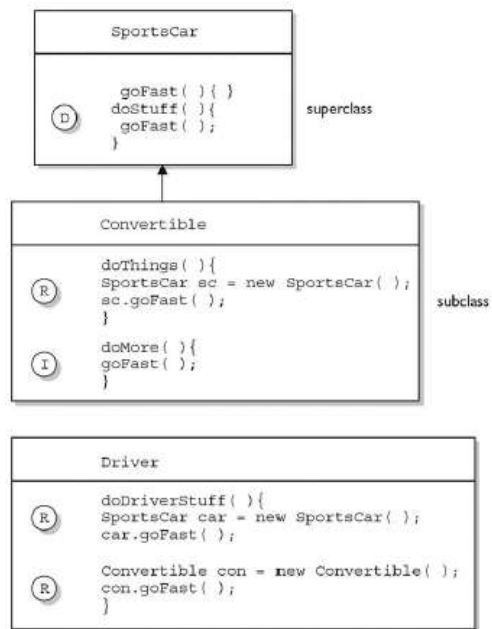 SportsCar
goFast( ){ }
D
doStuff( ){
goFast( );
}
superclass
Convertible
doThings( ){
R
SportsCar sc = new SportsCar( );
sc.goFast( );
}
subclass
I
doMore( ){
goFast( );
}
Driver
doDriverStuff( ){
R
SportsCar car = new SportsCar( );
car.goFast( );
Convertible con = new Convertible( );
R
con.goFast( );
}